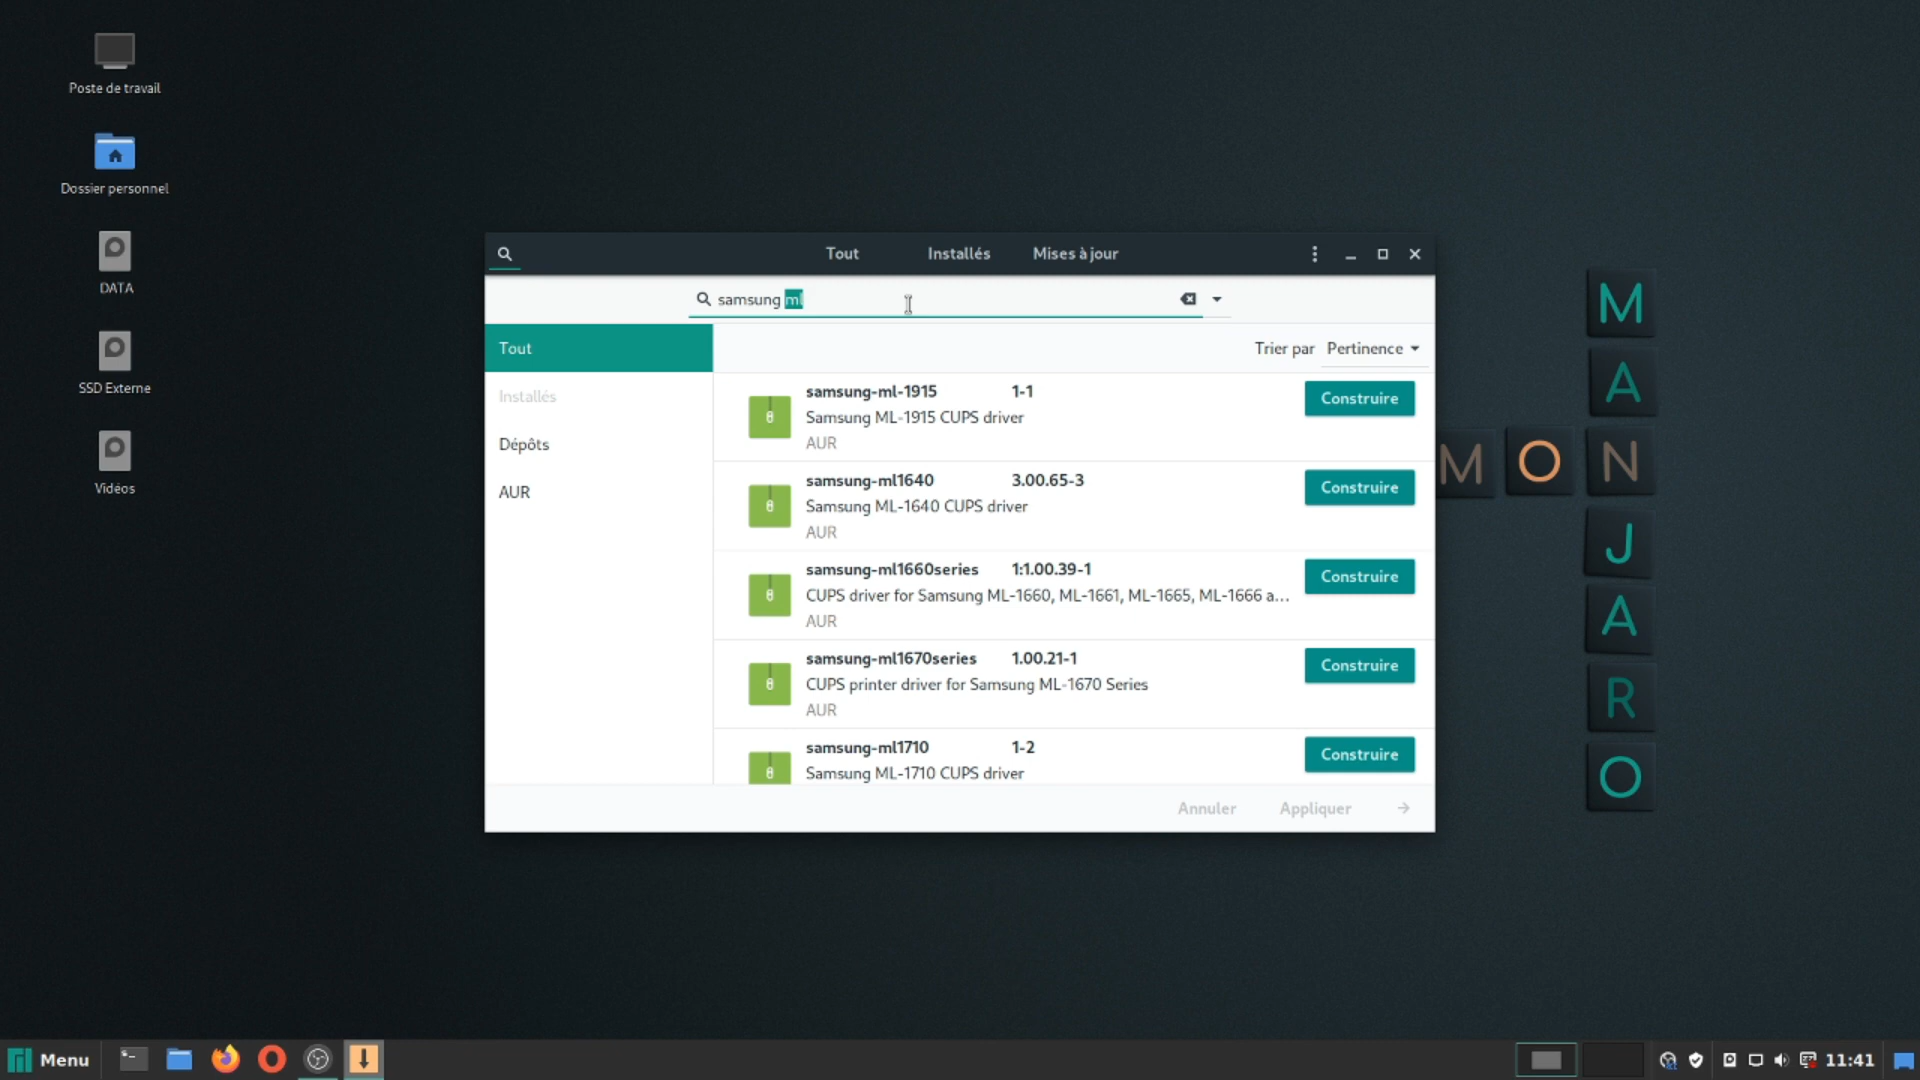 Poste de travail
Dossier personnel
DATA
SSD Externe
Vidéos
Tout Installés Mises à jour
samsung ml
Tout
Installés
Dépôts
AUR
Trier par Pertinence
samsung-ml-1915 1-1 Construire
Samsung ML-1915 CUPS driver
AUR
samsung-ml1640 3.00.65-3 Construire
Samsung ML-1640 CUPS driver
AUR
samsung-ml1660series 1:1.00.39-1 Construire
CUPS driver for Samsung ML-1660, ML-1661, ML-1665, ML-1666 a...
AUR
samsung-ml1670series 1.00.21-1 Construire
CUPS printer driver for Samsung ML-1670 Series
AUR
samsung-ml1710 1-2 Construire
Samsung ML-1710 CUPS driver
Annuler Appliquer
M
A
M O N
J
A
R
O
Menu 11:41